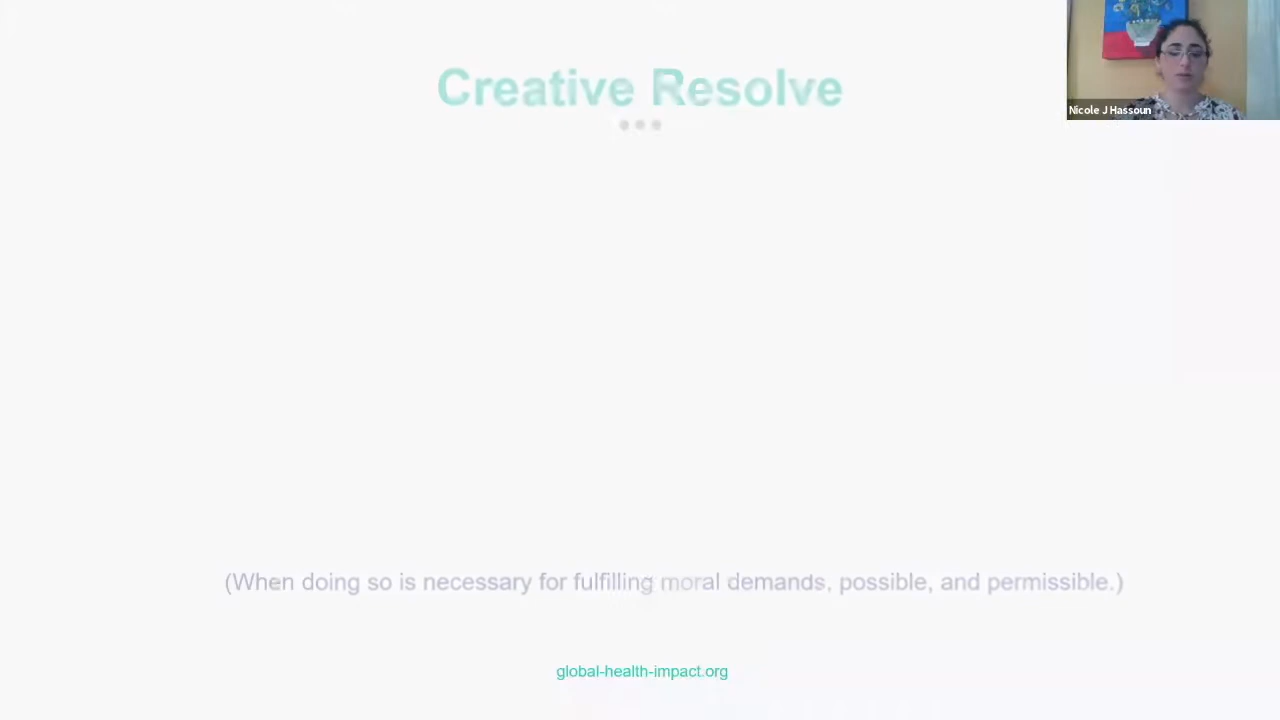 Creative Resolve
Nicole J Hassoun
(When doing so is necessary for fulfilling moral demands, possible, and permissible.)
global-health-impact.org